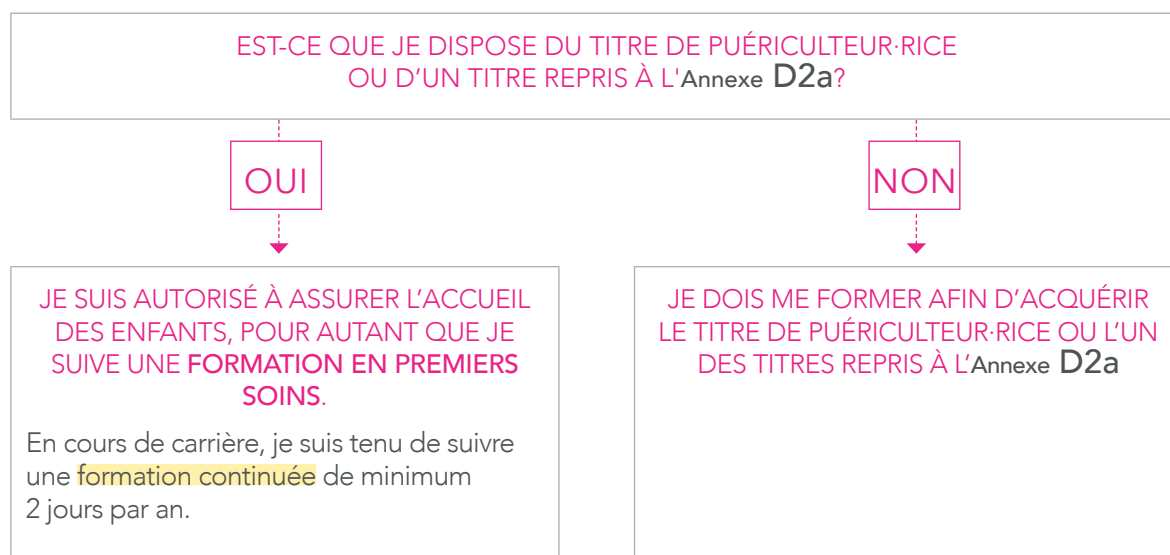 EST-CE QUE JE DISPOSE DU TITRE DE PUÉRICULTEUR·RICE
OU D'UN TITRE REPRIS À L'Annexe D2a?
OUI
NON
JE SUIS AUTORISÉ À ASSURER L'ACCUEIL
DES ENFANTS, POUR AUTANT QUE JE
SUIVE UNE FORMATION EN PREMIERS
SOINS.
En cours de carrière, je suis tenu de suivre
une formation continuée de minimum
2 jours par an.
JE DOIS ME FORMER AFIN D'ACQUÉRIR
LE TITRE DE PUÉRICULTEUR·RICE OU L'UN
DES TITRES REPRIS À L'Annexe D2a